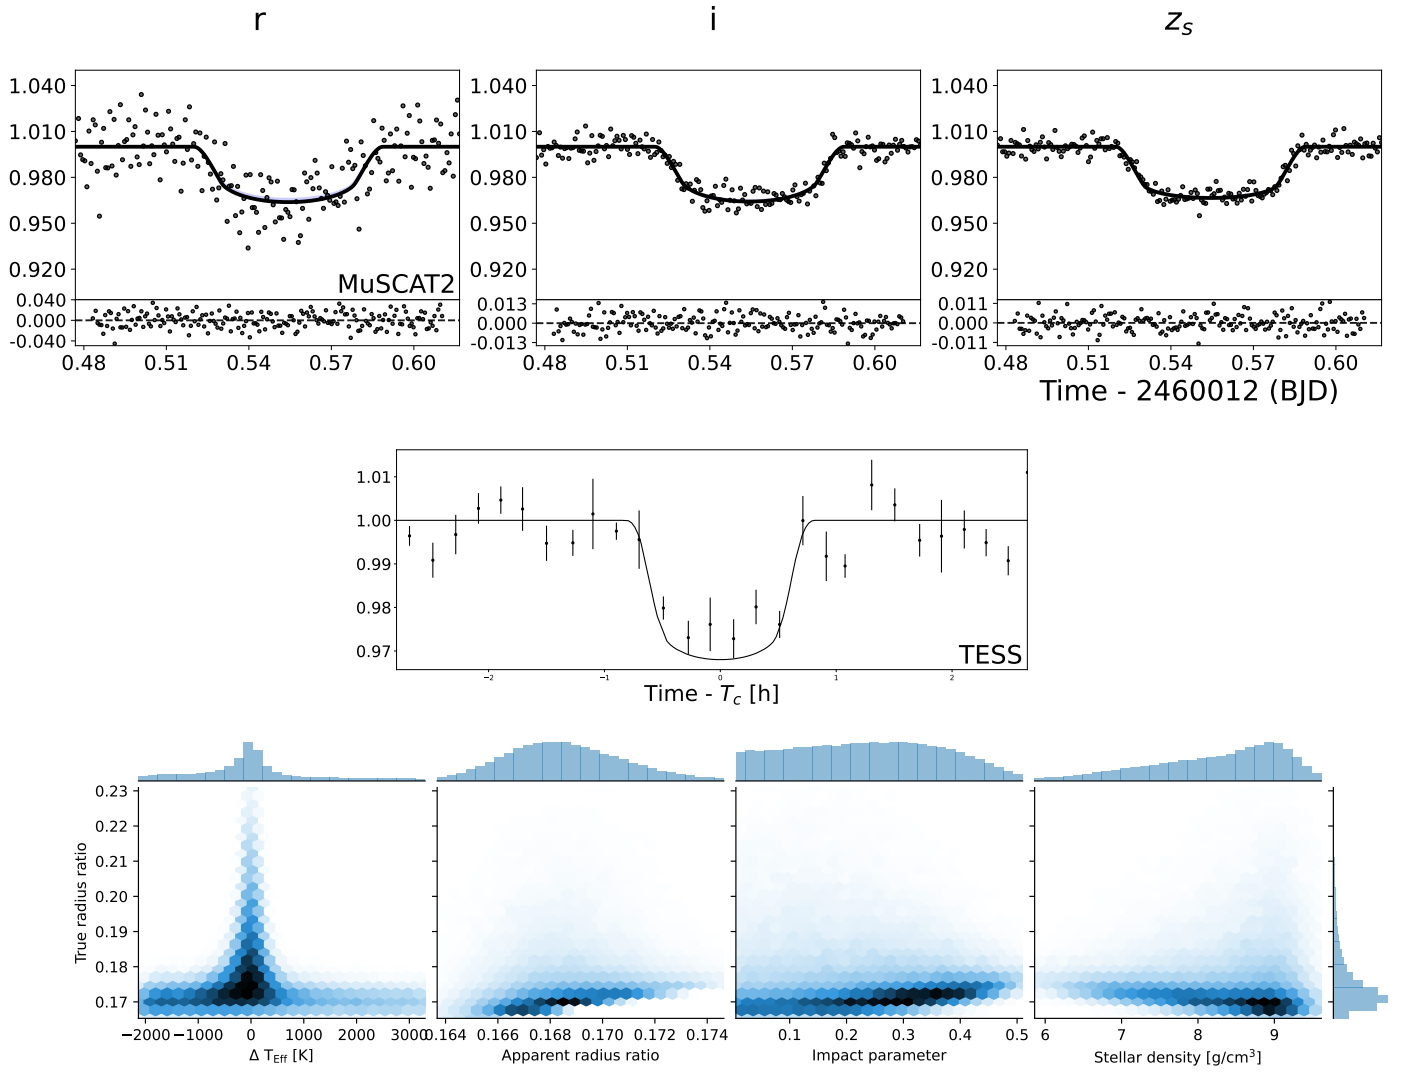 r i z_s
1.040 1.040 1.040
1.010 1.010 1.010
0.980 0.980 0.980
0.950 0.950 0.950
0.920 0.920 0.920
MuSCAT2
0.040 0.013 0.011
0.000 0.000 0.000
-0.040 -0.013 -0.011
0.48 0.51 0.54 0.57 0.60 0.48 0.51 0.54 0.57 0.60 0.48 0.51 0.54 0.57 0.60
Time - 2460012 (BJD)
1.01
1.00
0.99
0.98
0.97
TESS
−2 −1 0 1 2
Time - T_c [h]
0.23
0.22
0.21
0.20
0.19
0.18
0.17
True radius ratio
−2000 −1000 0 1000 2000 3000 0.164 0.166 0.168 0.170 0.172 0.174 0.1 0.2 0.3 0.4 0.5 6 7 8 9
Δ T_Eff [K] Apparent radius ratio Impact parameter Stellar density [g/cm³]